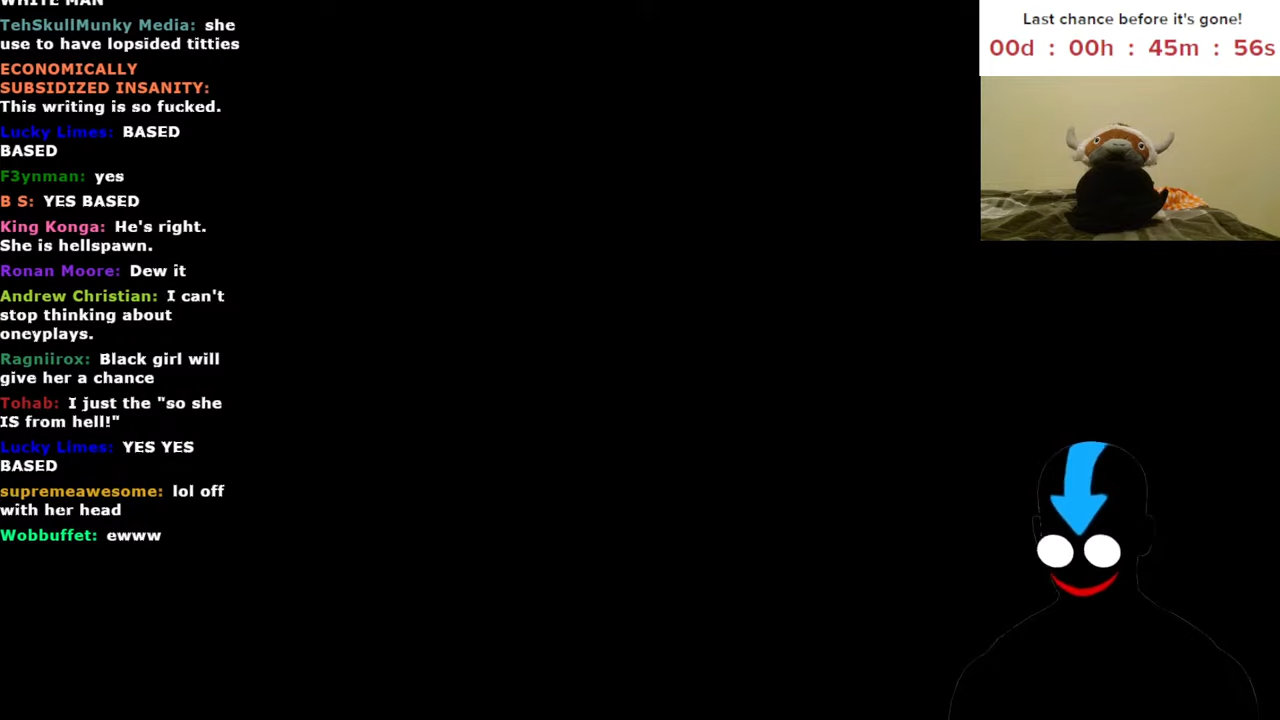 WHITE MAN
TehSkullMunky Media: she
use to have lopsided titties
ECONOMICALLY
SUBSIDIZED INSANITY:
This writing is so fucked.
Lucky Limes: BASED
BASED
F3ynman: yes
B S: YES BASED
King Konga: He's right.
She is hellspawn.
Ronan Moore: Dew it
Andrew Christian: I can't
stop thinking about
oneyplays.
Ragniirox: Black girl will
give her a chance
Tohab: I just the "so she
IS from hell!"
Lucky Limes: YES YES
BASED
supremeawesome: lol off
with her head
Wobbuffet: ewww
Last chance before it's gone!
00d : 00h : 45m : 56s